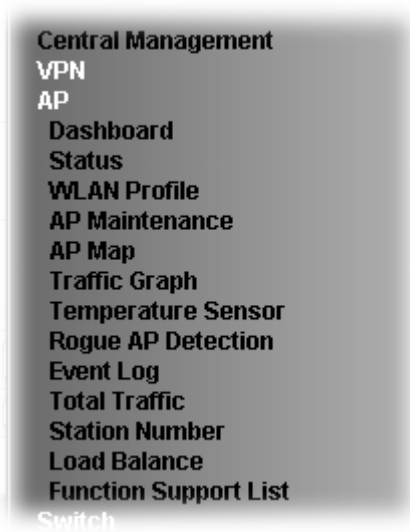 Central Management
VPN
AP
Dashboard
Status
WLAN Profile
AP Maintenance
AP Map
Traffic Graph
Temperature Sensor
Rogue AP Detection
Event Log
Total Traffic
Station Number
Load Balance
Function Support List
Switch